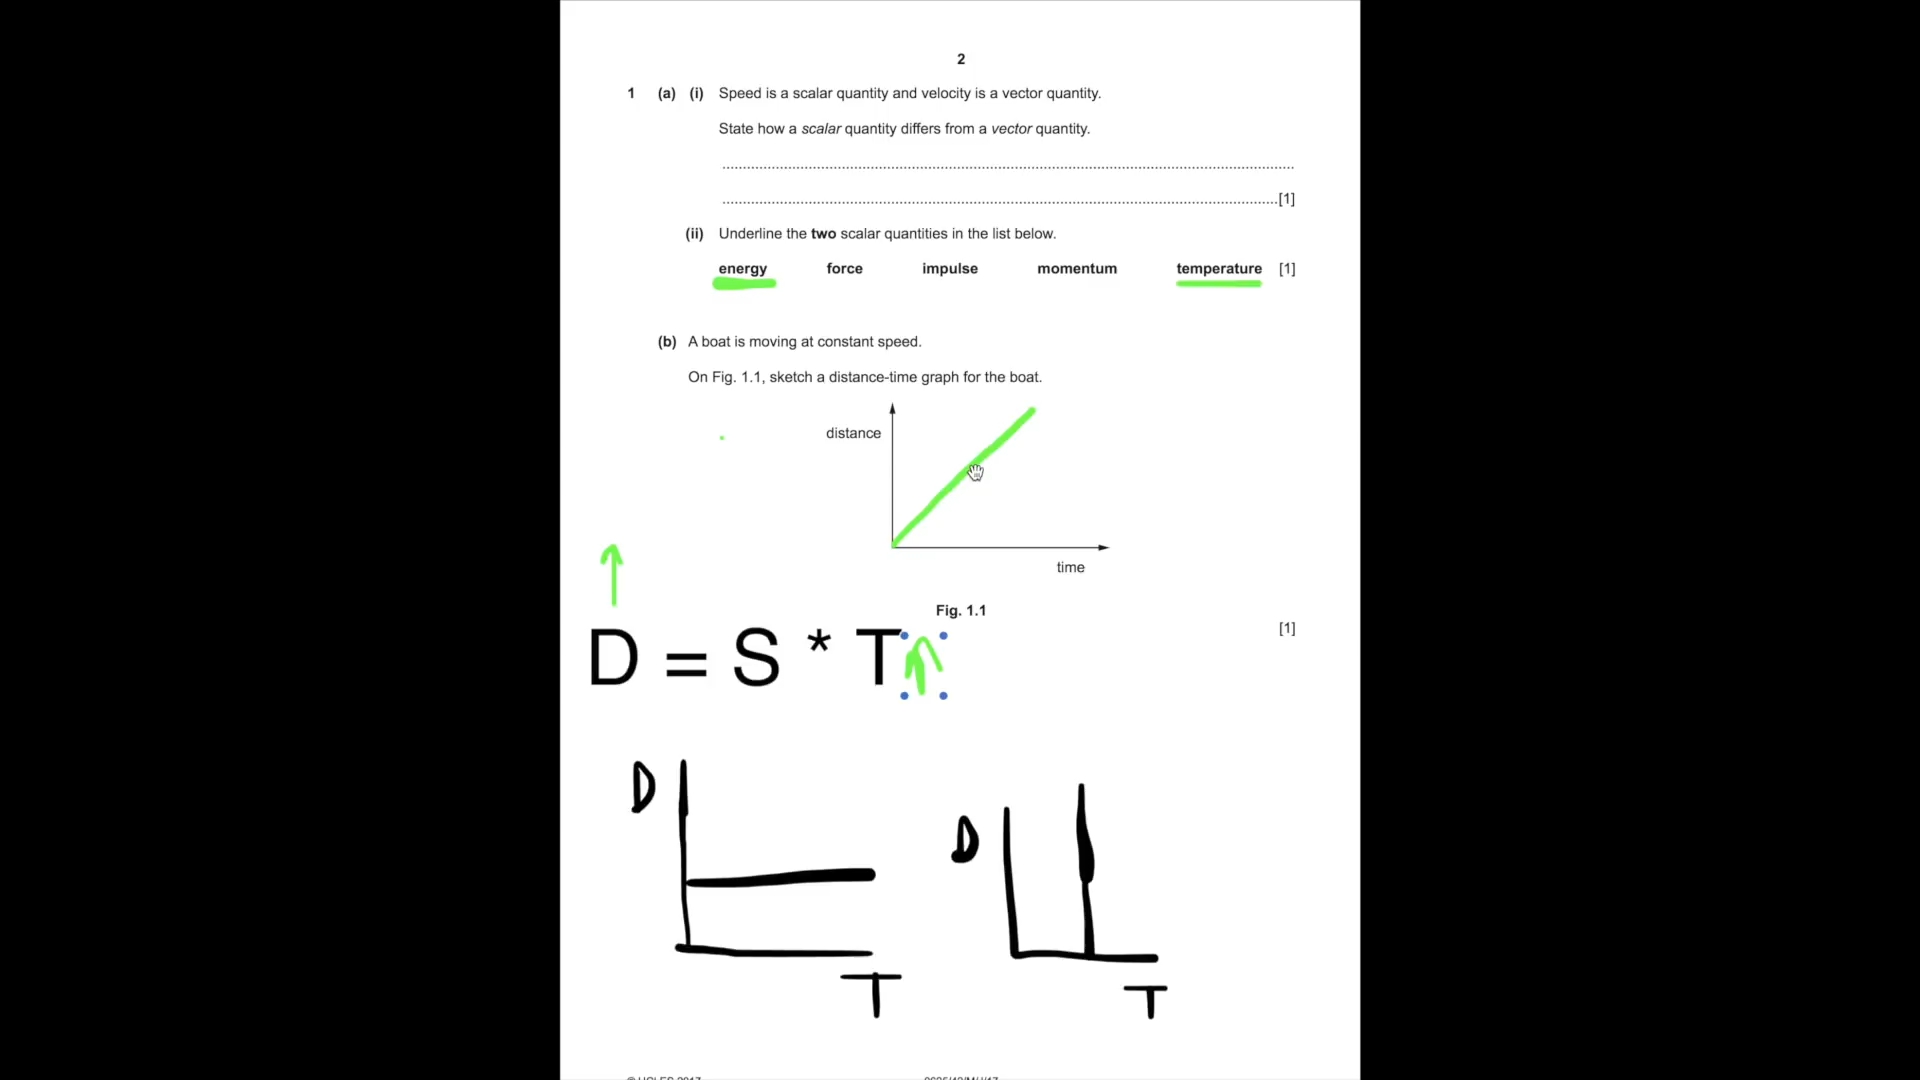 2
1 (a) (i) Speed is a scalar quantity and velocity is a vector quantity.
State how a scalar quantity differs from a vector quantity.
..........................................................................................................................................
......................................................................................................................................[1]
(ii) Underline the two scalar quantities in the list below.
energy force impulse momentum temperature [1]
(b) A boat is moving at constant speed.
On Fig. 1.1, sketch a distance-time graph for the boat.
distance
time
Fig. 1.1
[1]
D = S * T
D
T
D
T